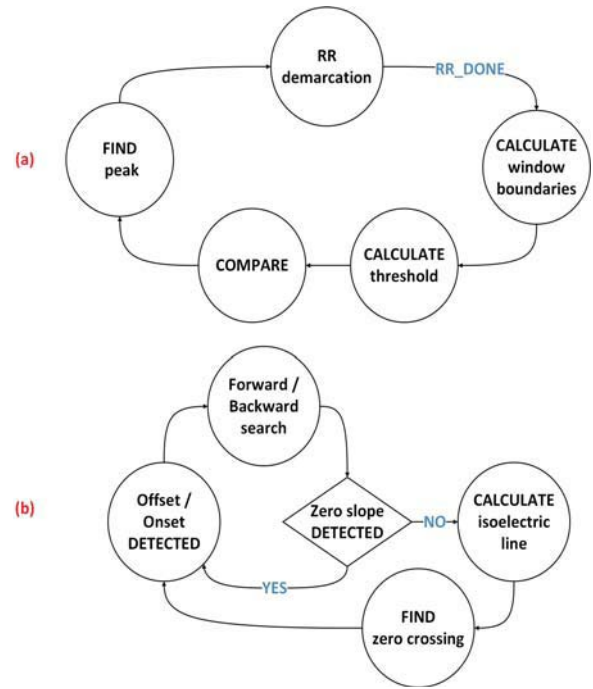 RR
demarcation
RR_DONE
(a)
FIND
peak
CALCULATE
window
boundaries
COMPARE
CALCULATE
threshold
Forward /
Backward
search
(b)
Offset /
Onset
DETECTED
Zero slope
DETECTED
NO
CALCULATE
isoelectric
line
YES
FIND
zero crossing